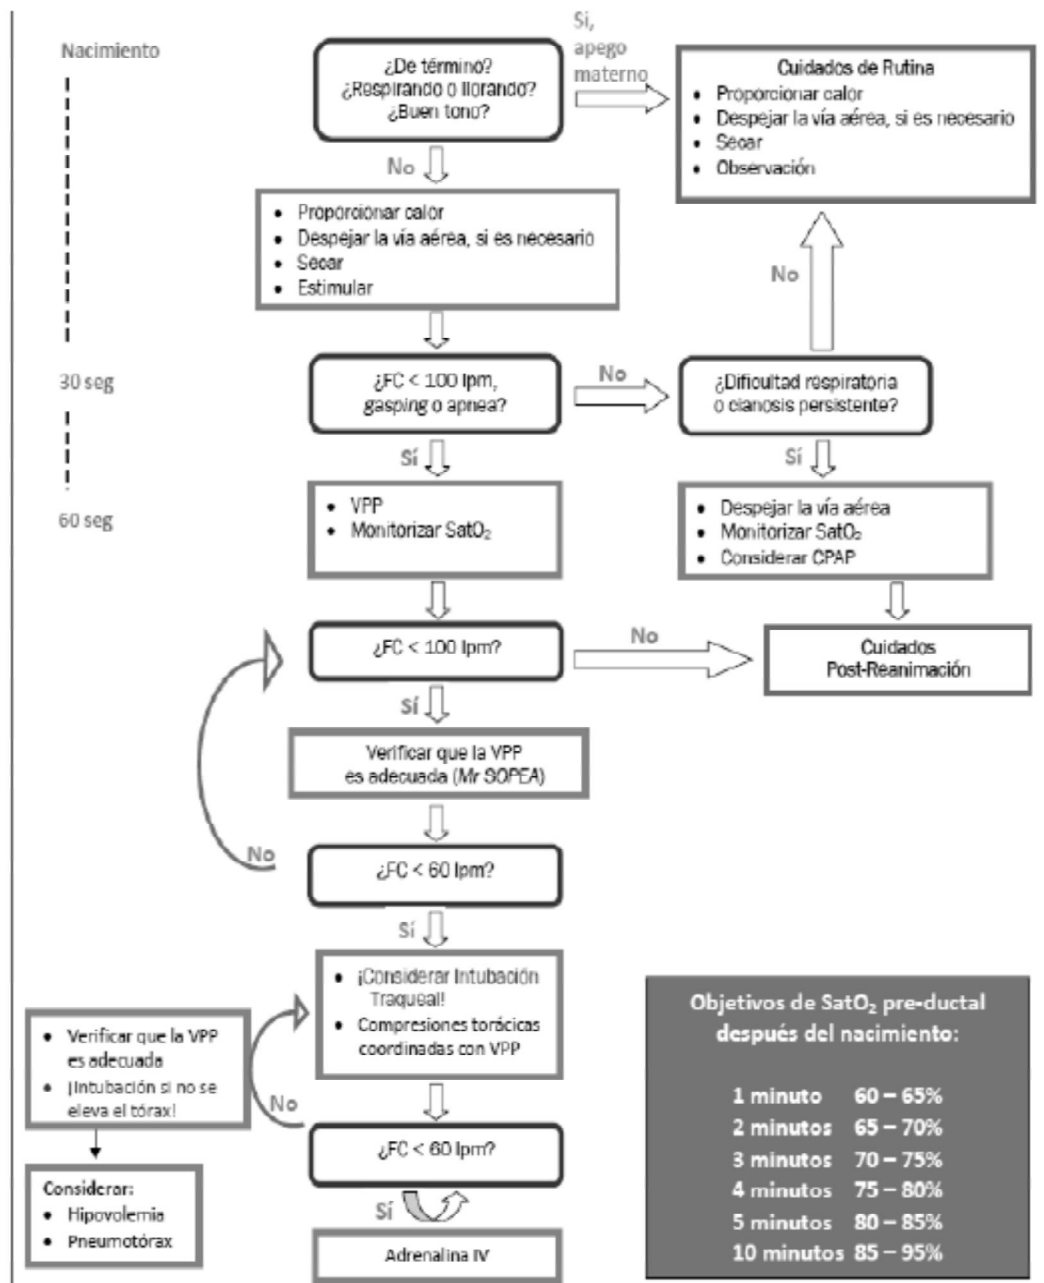 Nacimiento
¿De término?
¿Respirando o llorando?
¿Buen tono?
Si,
apego
materno
Cuidados de Rutina
• Proporcionar calor
• Despejar la vía aérea, si es necesario
• Secar
• Observación
No
• Proporcionar calor
• Despejar la vía aérea, si es necesario
• Secar
• Estimular
No
30 seg
¿FC < 100 lpm,
gasping o apnea?
No
¿Dificultad respiratoria
o cianosis persistente?
Sí
Sí
60 seg
• VPP
• Monitorizar SatO₂
• Despejar la vía aérea
• Monitorizar SatO₂
• Considerar CPAP
¿FC < 100 lpm?
No
Cuidados
Post-Reanimación
Sí
Verificar que la VPP
es adecuada (Mr SOPEA)
No
¿FC < 60 lpm?
Sí
• ¡Considerar Intubación
Traqueal!
• Compresiones torácicas
coordinadas con VPP
• Verificar que la VPP
es adecuada
• ¡Intubación si no se
eleva el tórax!
No
¿FC < 60 lpm?
Considerar:
• Hipovolemia
• Pneumotórax
Sí
Adrenalina IV
Objetivos de SatO₂ pre-ductal
después del nacimiento:
1 minuto 60 – 65%
2 minutos 65 – 70%
3 minutos 70 – 75%
4 minutos 75 – 80%
5 minutos 80 – 85%
10 minutos 85 – 95%